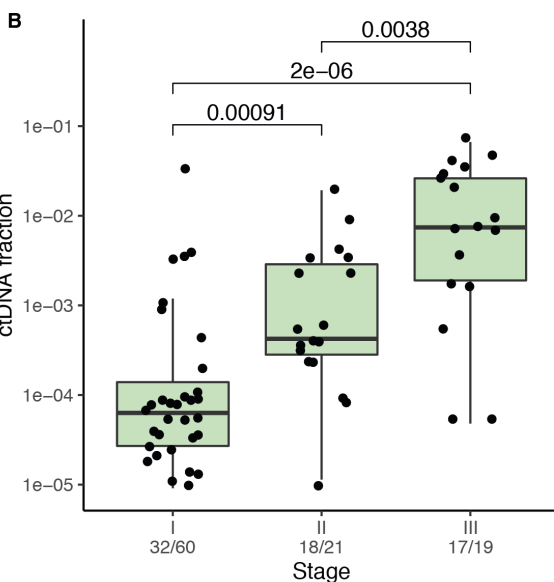 B
0.0038
2e−06
0.00091
1e−01
1e−02
1e−03
1e−04
1e−05
ctDNA fraction
I
II
III
32/60
18/21
17/19
Stage